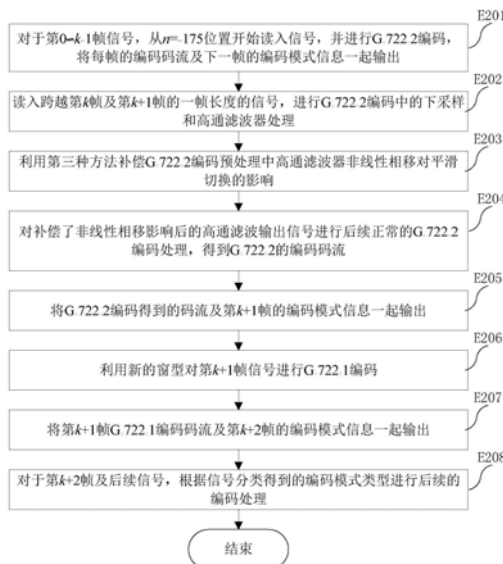 E201
对于第0~k-1帧信号，从n=-175位置开始读入信号，并进行G.722.2编码，
将每帧的编码码流及下一帧的编码模式信息一起输出
E202
读入跨越第k帧及第k+1帧的一帧长度的信号，进行G.722.2编码中的下采样
和高通滤波器处理
E203
利用第三种方法补偿G.722.2编码预处理中高通滤波器非线性相移对平滑
切换的影响
E204
对补偿了非线性相移影响后的高通滤波输出信号进行后续正常的G.722.2
编码处理，得到G.722.2的编码码流
E205
将G.722.2编码得到的码流及第k+1帧的编码模式信息一起输出
E206
利用新的窗型对第k+1帧信号进行G.722.1编码
E207
将第k+1帧G.722.1编码码流及第k+2帧的编码模式信息一起输出
E208
对于第k+2帧及后续信号，根据信号分类得到的编码模式类型进行后续的
编码处理
结束